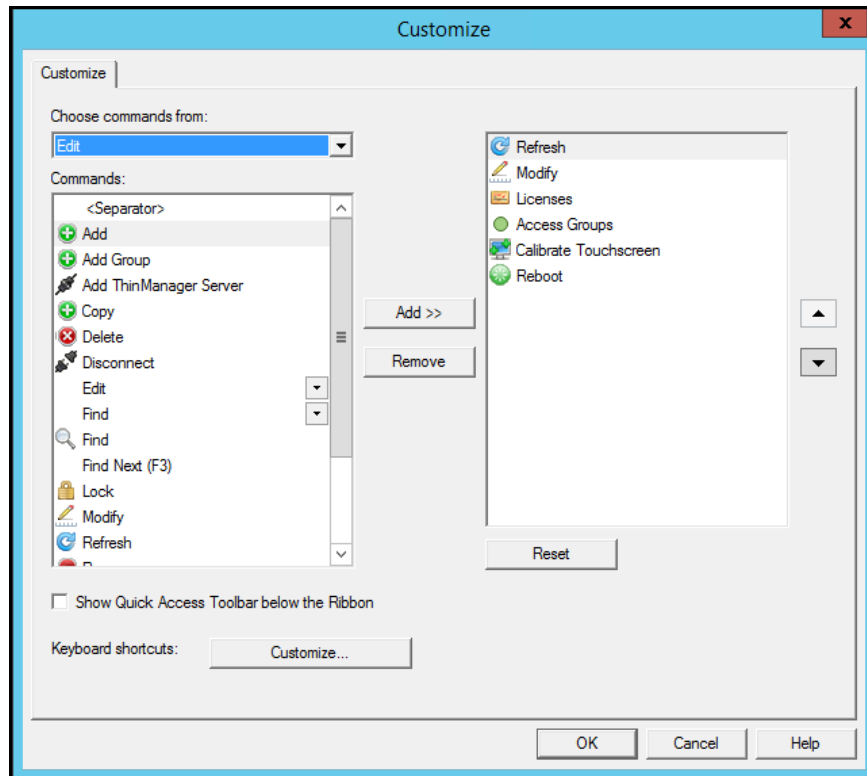 Customize
x
Customize
Choose commands from:
Edit
Commands:
<Separator>
Add
Add Group
Add ThinManager Server
Copy
Delete
Disconnect
Edit
Find
Find
Find Next (F3)
Lock
Modify
Refresh
Add >>
Remove
Refresh
Modify
Licenses
Access Groups
Calibrate Touchscreen
Reboot
Reset
Show Quick Access Toolbar below the Ribbon
Keyboard shortcuts:
Customize...
OK
Cancel
Help